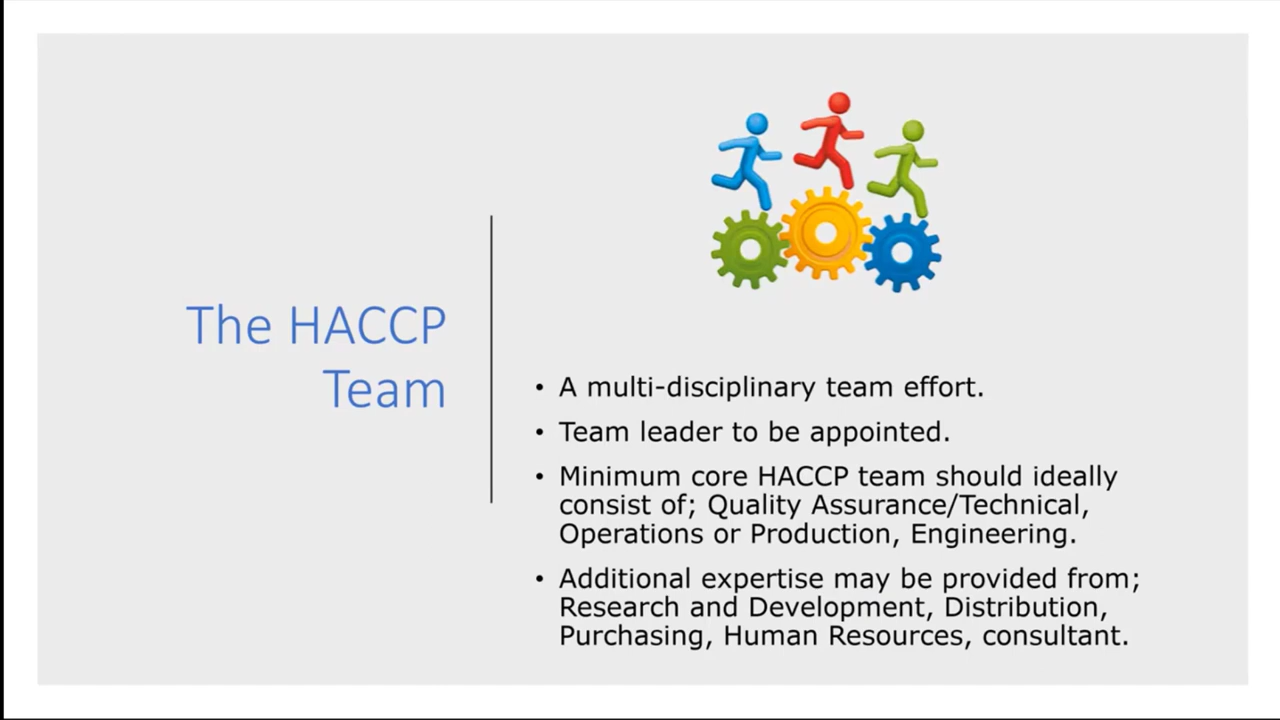 The HACCP
Team
• A multi-disciplinary team effort.
• Team leader to be appointed.
• Minimum core HACCP team should ideally
consist of; Quality Assurance/Technical,
Operations or Production, Engineering.
• Additional expertise may be provided from;
Research and Development, Distribution,
Purchasing, Human Resources, consultant.